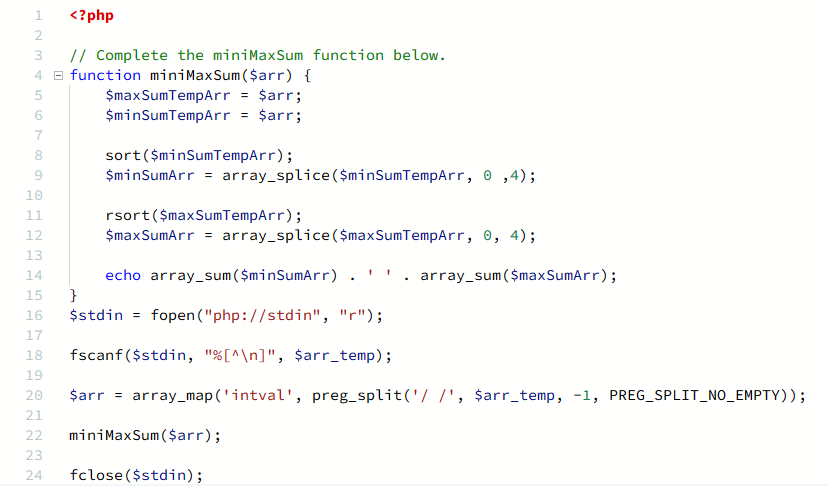 1 <?php
2
3 // Complete the miniMaxSum function below.
4 function miniMaxSum($arr) {
5 $maxSumTempArr = $arr;
6 $minSumTempArr = $arr;
7
8 sort($minSumTempArr);
9 $minSumArr = array_splice($minSumTempArr, 0 ,4);
10
11 rsort($maxSumTempArr);
12 $maxSumArr = array_splice($maxSumTempArr, 0, 4);
13
14 echo array_sum($minSumArr) . ' ' . array_sum($maxSumArr);
15 }
16 $stdin = fopen("php://stdin", "r");
17
18 fscanf($stdin, "%[^\n]", $arr_temp);
19
20 $arr = array_map('intval', preg_split('/ /', $arr_temp, -1, PREG_SPLIT_NO_EMPTY));
21
22 miniMaxSum($arr);
23
24 fclose($stdin);